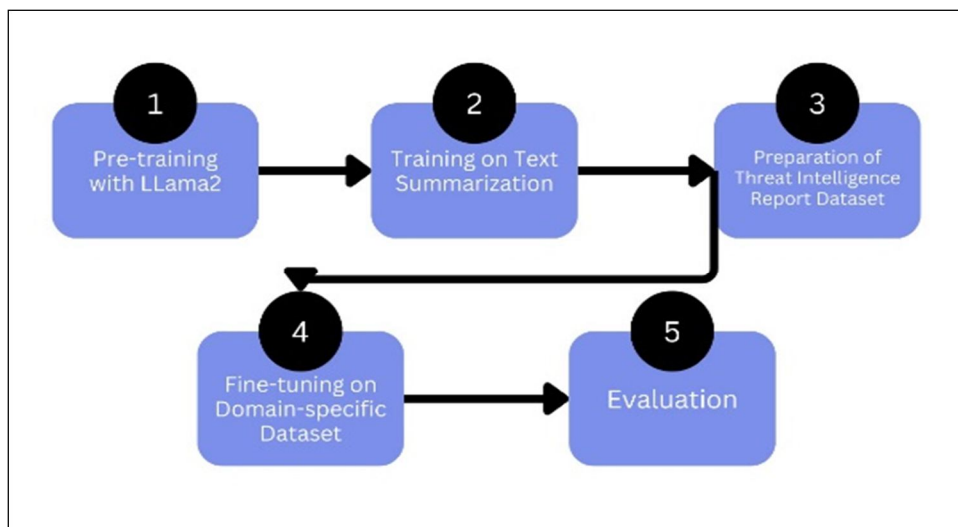 1
Pre-training
with LLama2
2
Training on Text
Summarization
3
Preparation of
Threat Intelligence
Report Dataset
4
Fine-tuning on
Domain-specific
Dataset
5
Evaluation